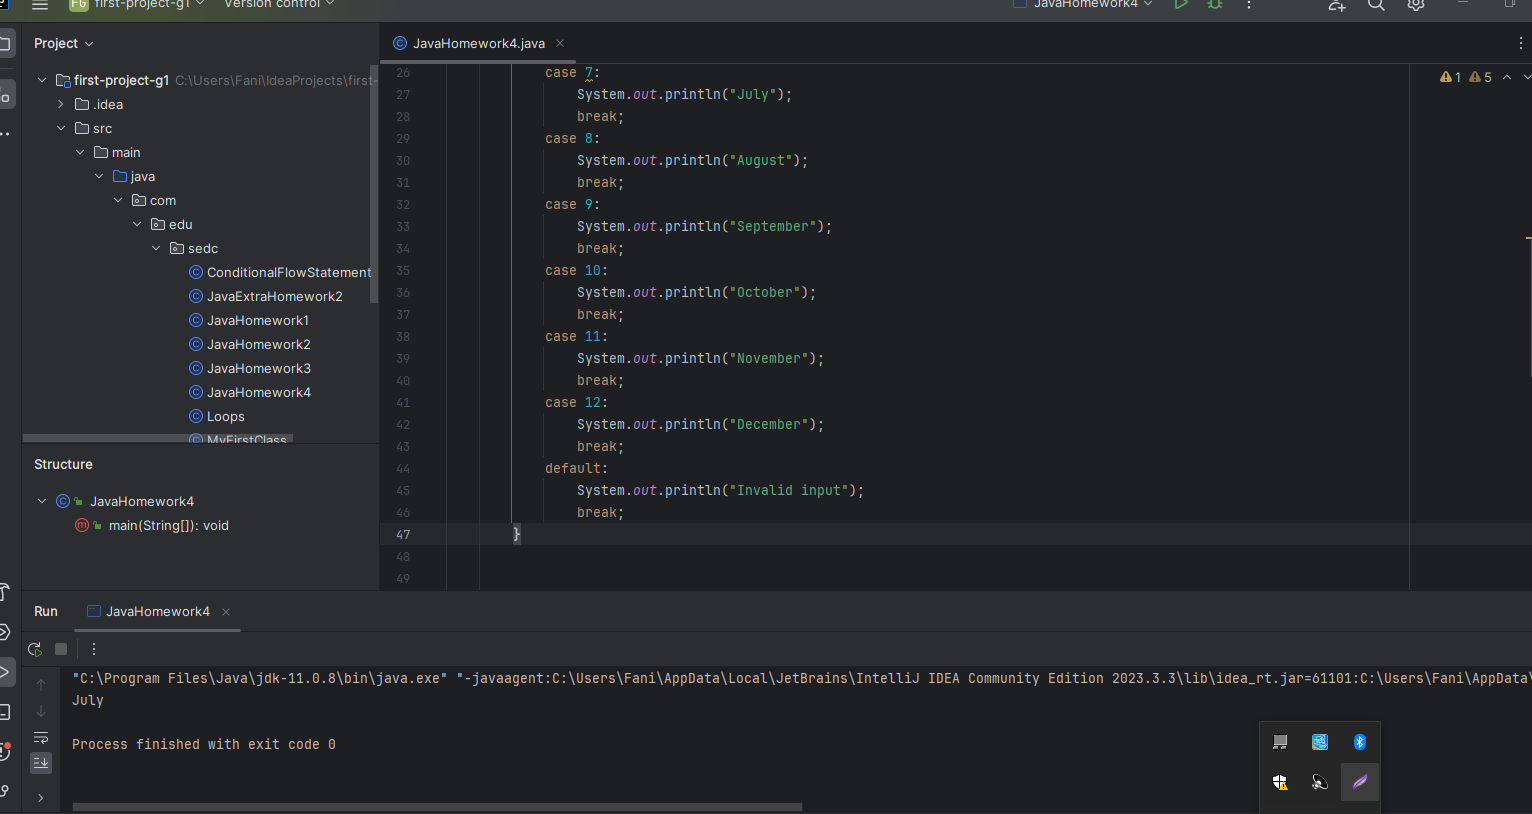 FG first-project-g1 Version control JavaHomework4
Project
first-project-g1 C:\Users\Fani\IdeaProjects\first-
.idea
src
main
java
com
edu
sedc
ConditionalFlowStatement
JavaExtraHomework2
JavaHomework1
JavaHomework2
JavaHomework3
JavaHomework4
Loops
MyFirstClass
Structure
JavaHomework4
main(String[]): void
JavaHomework4.java
1 5
26 case 7:
27 System.out.println("July");
28 break;
29 case 8:
30 System.out.println("August");
31 break;
32 case 9:
33 System.out.println("September");
34 break;
35 case 10:
36 System.out.println("October");
37 break;
38 case 11:
39 System.out.println("November");
40 break;
41 case 12:
42 System.out.println("December");
43 break;
44 default:
45 System.out.println("Invalid input");
46 break;
47 }
48
49
Run JavaHomework4
"C:\Program Files\Java\jdk-11.0.8\bin\java.exe" "-javaagent:C:\Users\Fani\AppData\Local\JetBrains\IntelliJ IDEA Community Edition 2023.3.3\lib\idea_rt.jar=61101:C:\Users\Fani\AppData\
July
Process finished with exit code 0